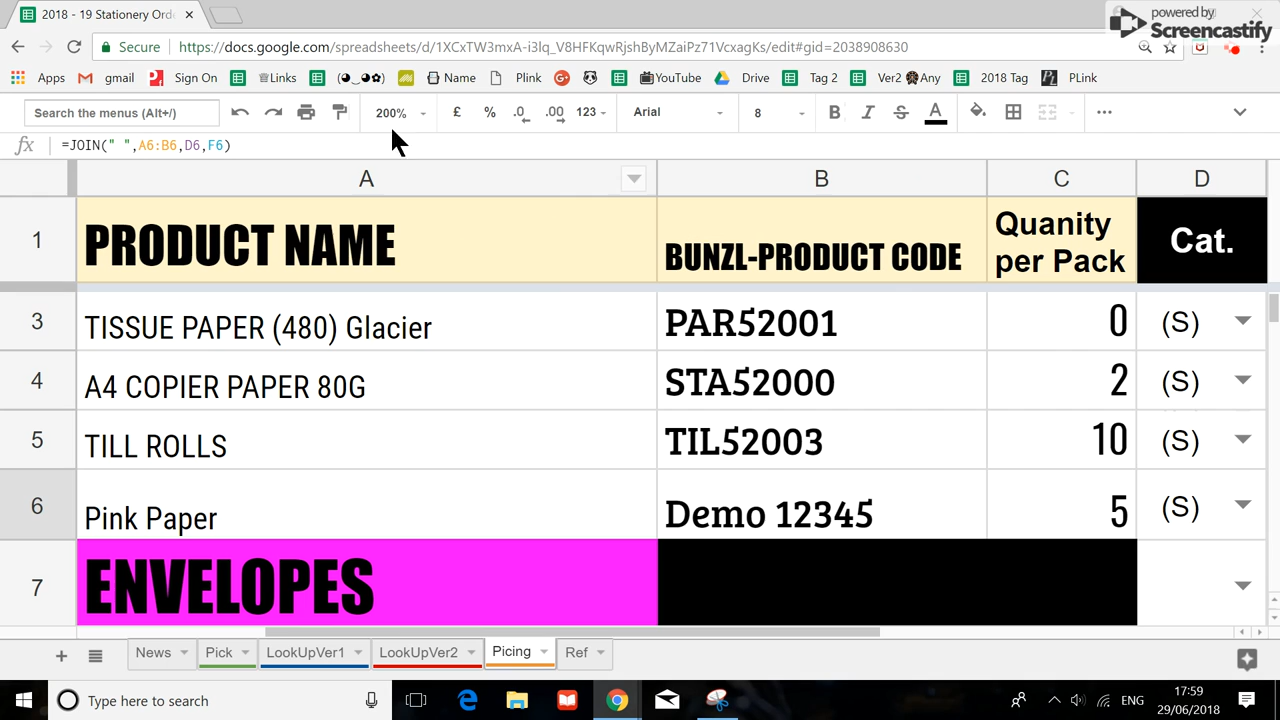 2018 - 19 Stationery Orde
powered by
Screencastify
Secure
https://docs.google.com/spreadsheets/d/
edit#gid=2038908630
Apps
gmail
Sign On
Links
Name
Plink
YouTube
Drive
Tag 2
Ver2
Any
2018 Tag
PLink
Search the menus (Alt+/)
200%
£
%
.0
.00
123
Arial
8
B
I
S
A
fx
=JOIN(" ",A6:B6,D6,F6)
A
B
C
D
1
PRODUCT NAME
BUNZL-PRODUCT CODE
Quanity
per Pack
Cat.
3
TISSUE PAPER (480) Glacier
PAR52001
0
(S)
4
A4 COPIER PAPER 80G
STA52000
2
(S)
5
TILL ROLLS
TIL52003
10
(S)
6
Pink Paper
Demo 12345
5
(S)
7
ENVELOPES
News
Pick
LookUpVer1
LookUpVer2
Picing
Ref
Type here to search
ENG
17:59
29/06/2018